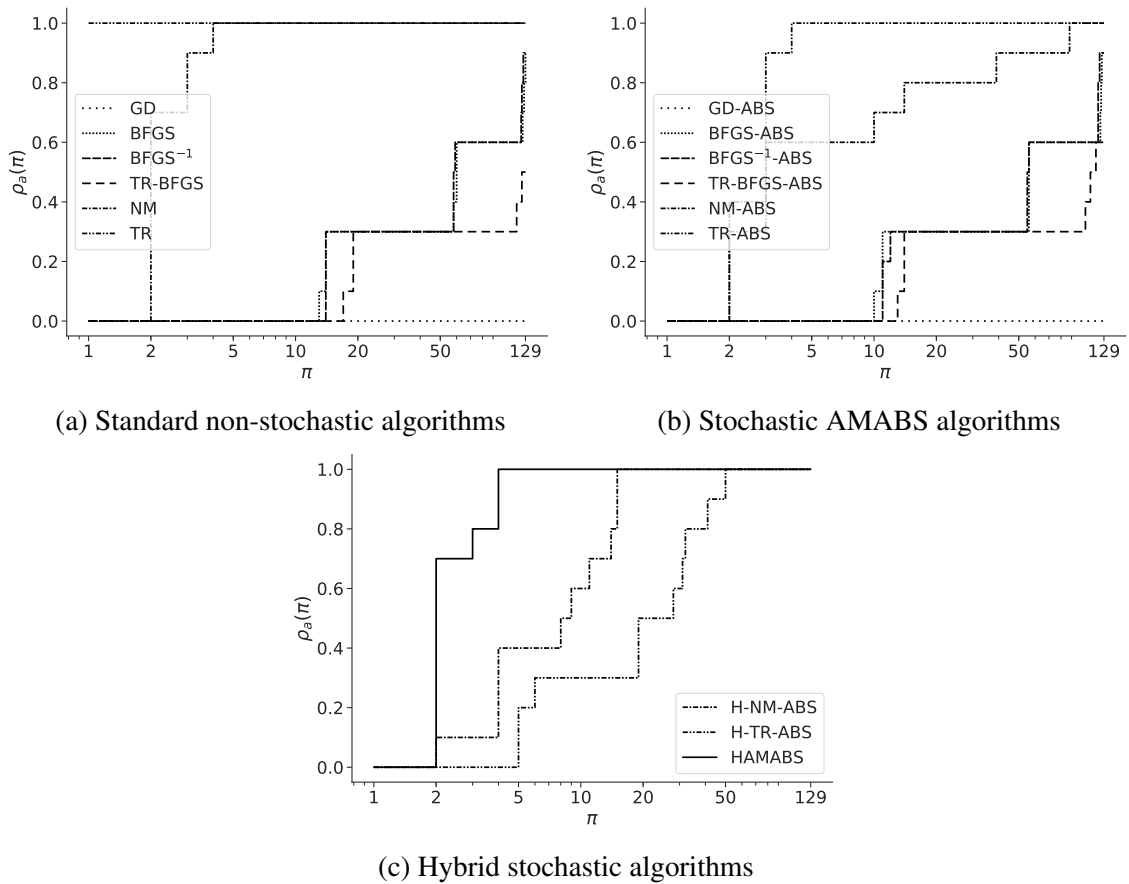 1.0
0.8
0.6
0.4
0.2
0.0
ρa(π)
GD
BFGS
BFGS⁻¹
TR-BFGS
NM
TR
1 2 5 10 20 50 129
π
(a) Standard non-stochastic algorithms
1.0
0.8
0.6
0.4
0.2
0.0
ρa(π)
GD-ABS
BFGS-ABS
BFGS⁻¹-ABS
TR-BFGS-ABS
NM-ABS
TR-ABS
1 2 5 10 20 50 129
π
(b) Stochastic AMABS algorithms
1.0
0.8
0.6
0.4
0.2
0.0
ρa(π)
H-NM-ABS
H-TR-ABS
HAMABS
1 2 5 10 20 50 129
π
(c) Hybrid stochastic algorithms